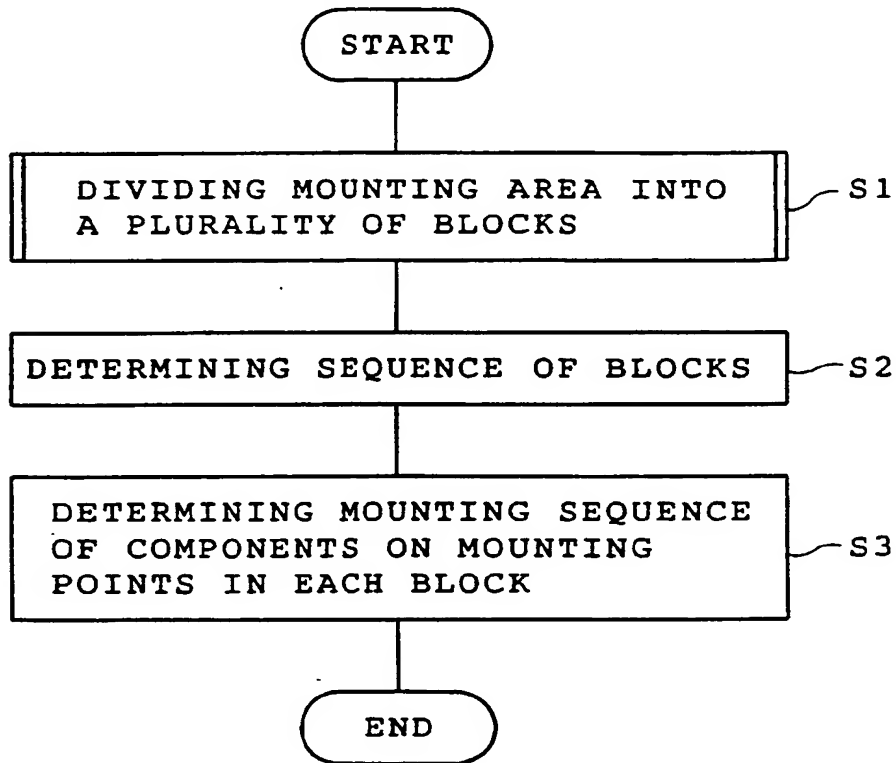 START
DIVIDING MOUNTING AREA INTO
A PLURALITY OF BLOCKS
S1
DETERMINING SEQUENCE OF BLOCKS
S2
DETERMINING MOUNTING SEQUENCE
OF COMPONENTS ON MOUNTING
POINTS IN EACH BLOCK
S3
END